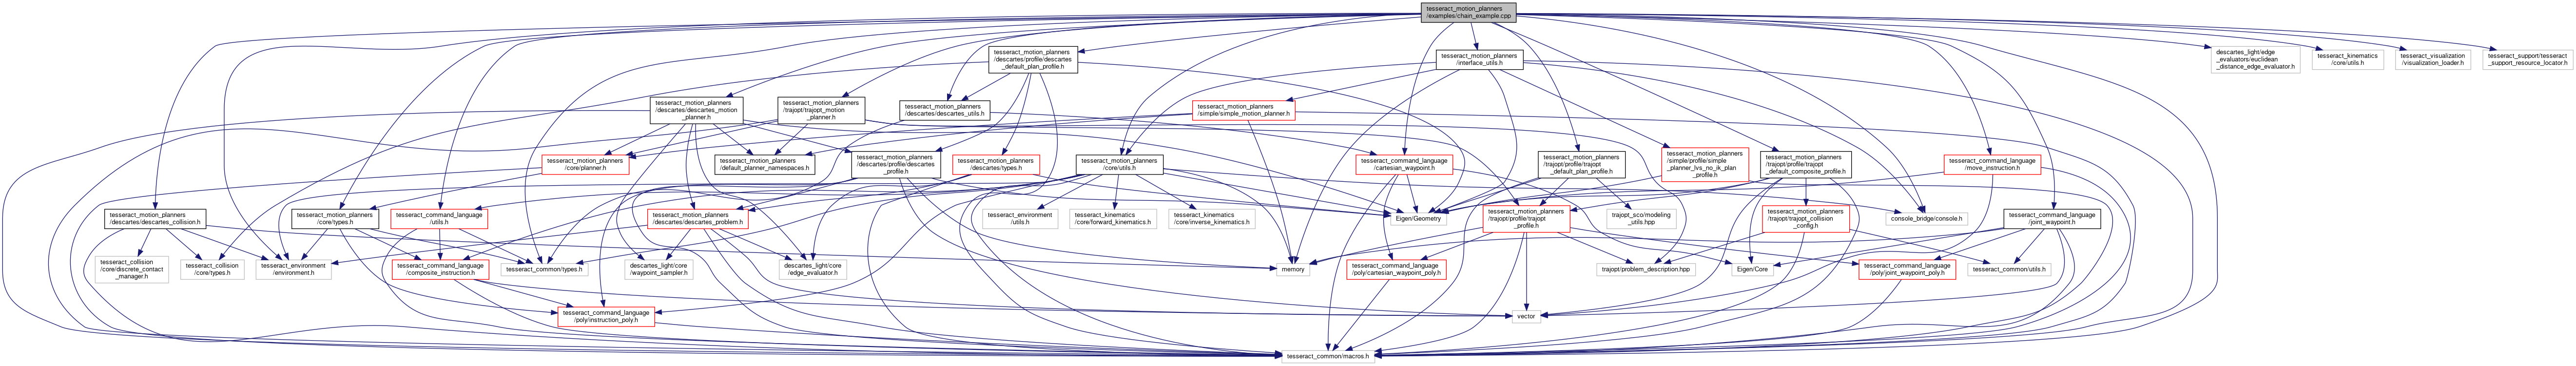 tesseract_motion_planners
/examples/chain_example.cpp
tesseract_motion_planners
/descartes/profile/descartes
_default_plan_profile.h
tesseract_motion_planners
/interface_utils.h
descartes_light/edge
_evaluators/euclidean
_distance_edge_evaluator.h
tesseract_kinematics
/core/utils.h
tesseract_visualization
/visualization_loader.h
tesseract_support/tesseract
_support_resource_locator.h
tesseract_motion_planners
/descartes/descartes_motion
_planner.h
tesseract_motion_planners
/trajopt/trajopt_motion
_planner.h
tesseract_motion_planners
/descartes/descartes_utils.h
tesseract_motion_planners
/simple/simple_motion_planner.h
tesseract_motion_planners
/core/planner.h
tesseract_motion_planners
/default_planner_namespaces.h
tesseract_motion_planners
/descartes/profile/descartes
_profile.h
tesseract_motion_planners
/descartes/types.h
tesseract_motion_planners
/core/utils.h
tesseract_command_language
/cartesian_waypoint.h
tesseract_motion_planners
/trajopt/profile/trajopt
_default_plan_profile.h
tesseract_motion_planners
/simple/profile/simple
_planner_lvs_no_ik_plan
_profile.h
tesseract_motion_planners
/trajopt/profile/trajopt
_default_composite_profile.h
tesseract_command_language
/move_instruction.h
tesseract_motion_planners
/descartes/descartes_collision.h
tesseract_motion_planners
/core/types.h
tesseract_command_language
/utils.h
tesseract_motion_planners
/descartes/descartes_problem.h
tesseract_environment
/utils.h
tesseract_kinematics
/core/forward_kinematics.h
tesseract_kinematics
/core/inverse_kinematics.h
Eigen/Geometry
tesseract_motion_planners
/trajopt/profile/trajopt
_profile.h
trajopt_sco/modeling
_utils.hpp
tesseract_motion_planners
/trajopt/trajopt_collision
_config.h
console_bridge/console.h
tesseract_command_language
/joint_waypoint.h
tesseract_collision
/core/discrete_contact
_manager.h
tesseract_collision
/core/types.h
tesseract_environment
/environment.h
tesseract_command_language
/composite_instruction.h
tesseract_common/types.h
descartes_light/core
/waypoint_sampler.h
descartes_light/core
/edge_evaluator.h
memory
tesseract_command_language
/poly/cartesian_waypoint_poly.h
trajopt/problem_description.hpp
Eigen/Core
tesseract_command_language
/poly/joint_waypoint_poly.h
tesseract_common/utils.h
tesseract_command_language
/poly/instruction_poly.h
vector
tesseract_common/macros.h